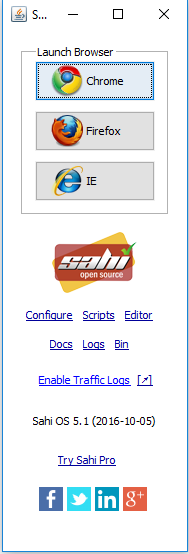 S...
Launch Browser
Chrome
Firefox
IE
sahi
open source
Configure Scripts Editor
Docs Logs Bin
Enable Traffic Logs [↗]
Sahi OS 5.1 (2016-10-05)
Try Sahi Pro
f in g+